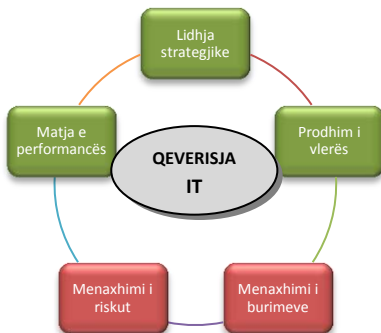 Lidhja
strategjike
Matja e
performancës
Prodhim i
vlerës
QEVERISJA
IT
Menaxhimi i
riskut
Menaxhimi i
burimeve